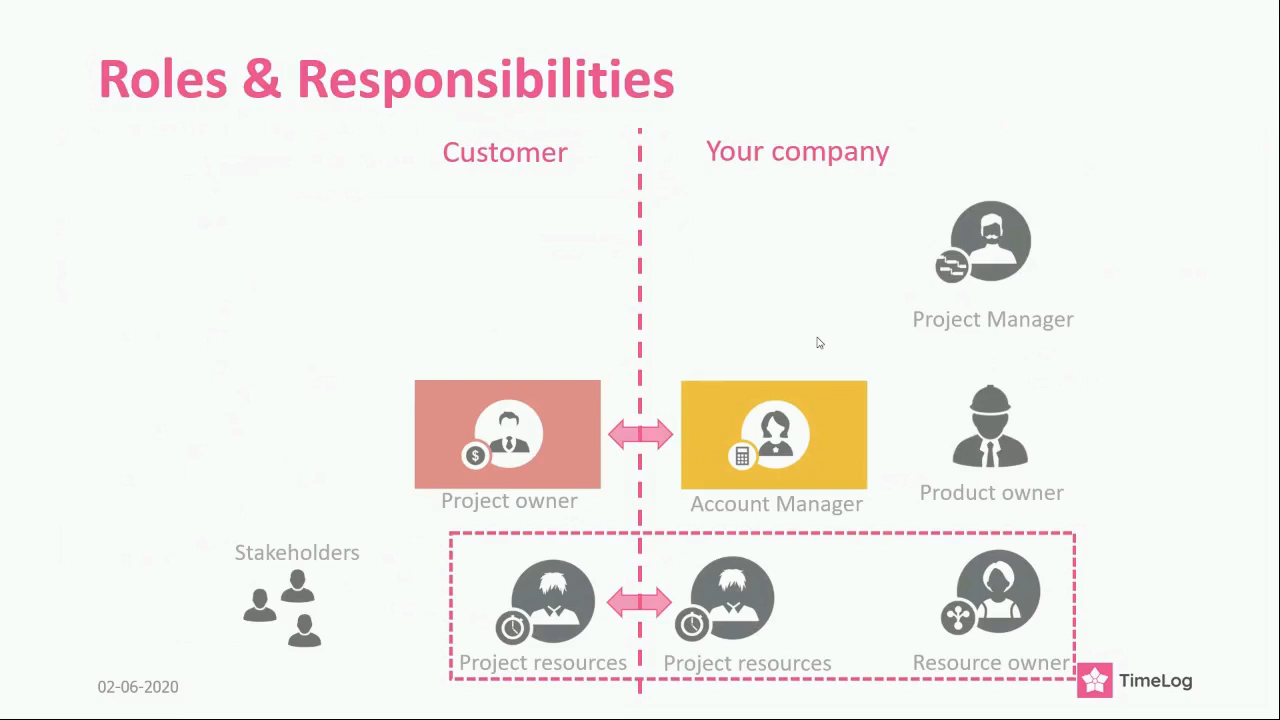 Roles & Responsibilities
Customer
Your company
Project Manager
Project owner
Account Manager
Product owner
Stakeholders
$
Project resources
Project resources
Resource owner
02-06-2020
TimeLog